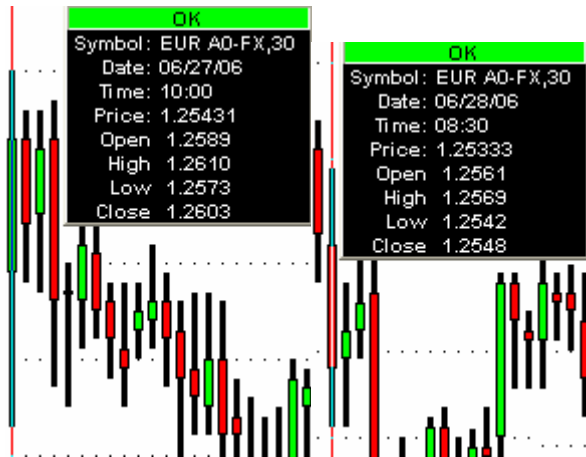 OK
Symbol: EUR A0-FX,30
Date: 06/27/06
Time: 10:00
Price: 1.25431
Open 1.2589
High 1.2610
Low 1.2573
Close 1.2603
OK
Symbol: EUR A0-FX,30
Date: 06/28/06
Time: 08:30
Price: 1.25333
Open 1.2561
High 1.2569
Low 1.2542
Close 1.2548